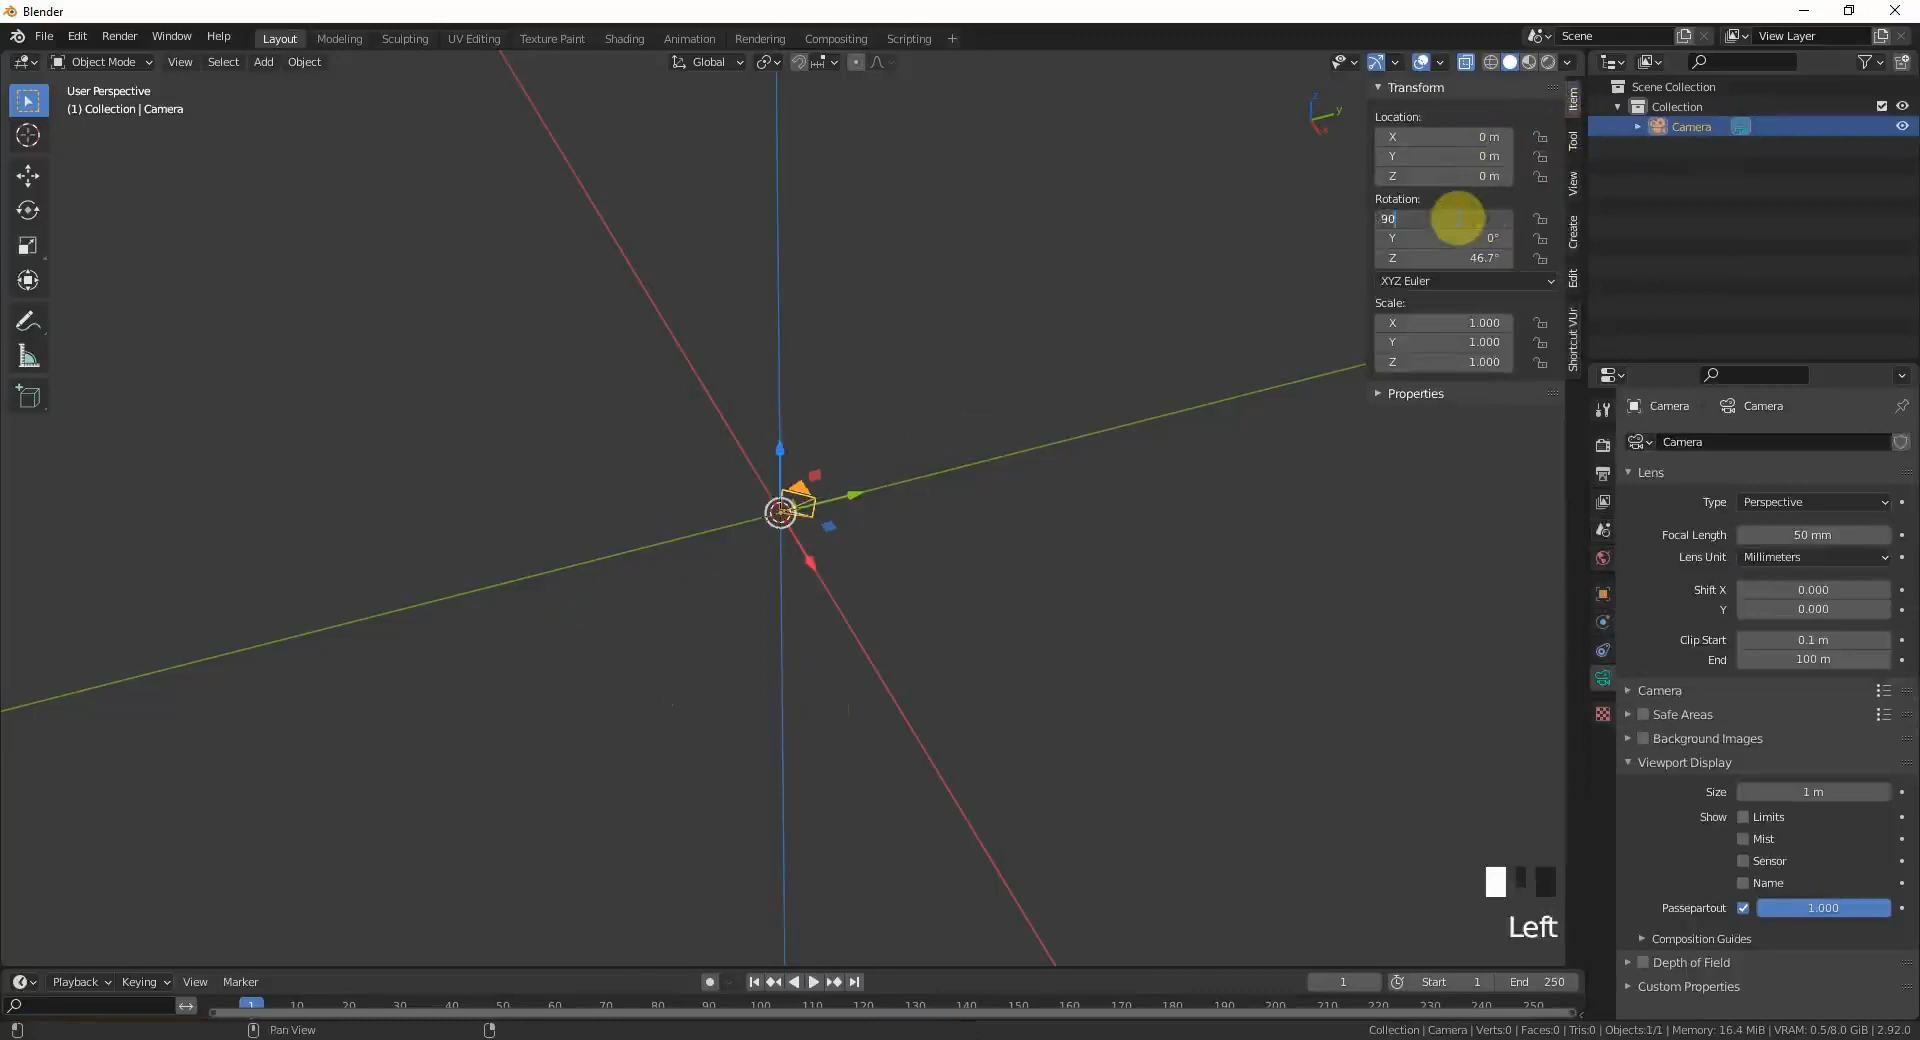 Blender
File Edit Render Window Help
Layout Modeling Sculpting UV Editing Texture Paint Shading Animation Rendering Compositing Scripting +
Scene
View Layer
Object Mode View Select Add Object
Global
User Perspective
(1) Collection | Camera
z
y
x
Transform
Location:
X 0 m
Y 0 m
Z 0 m
Rotation:
90
Y 0°
Z 46.7°
XYZ Euler
Scale:
X 1.000
Y 1.000
Z 1.000
Properties
Item
Tool
View
Create
Edit
Shortcut VUr
Scene Collection
Collection
Camera
Camera Camera
Camera
Lens
Type Perspective
Focal Length 50 mm
Lens Unit Millimeters
Shift X 0.000
Y 0.000
Clip Start 0.1 m
End 100 m
Camera
Safe Areas
Background Images
Viewport Display
Size 1 m
Show Limits
Mist
Sensor
Name
Passepartout 1.000
Composition Guides
Depth of Field
Custom Properties
Left
Playback Keying View Marker
1 Start 1 End 250
1 10 20 30 40 50 60 70 80 90 100 110 120 130 140 150 160 170 180 190 200 210 220 230 240 250
Pan View
Collection | Camera | Verts:0 | Faces:0 | Tris:0 | Objects:1/1 | Memory: 16.4 MiB | VRAM: 0.5/8.0 GiB | 2.92.0